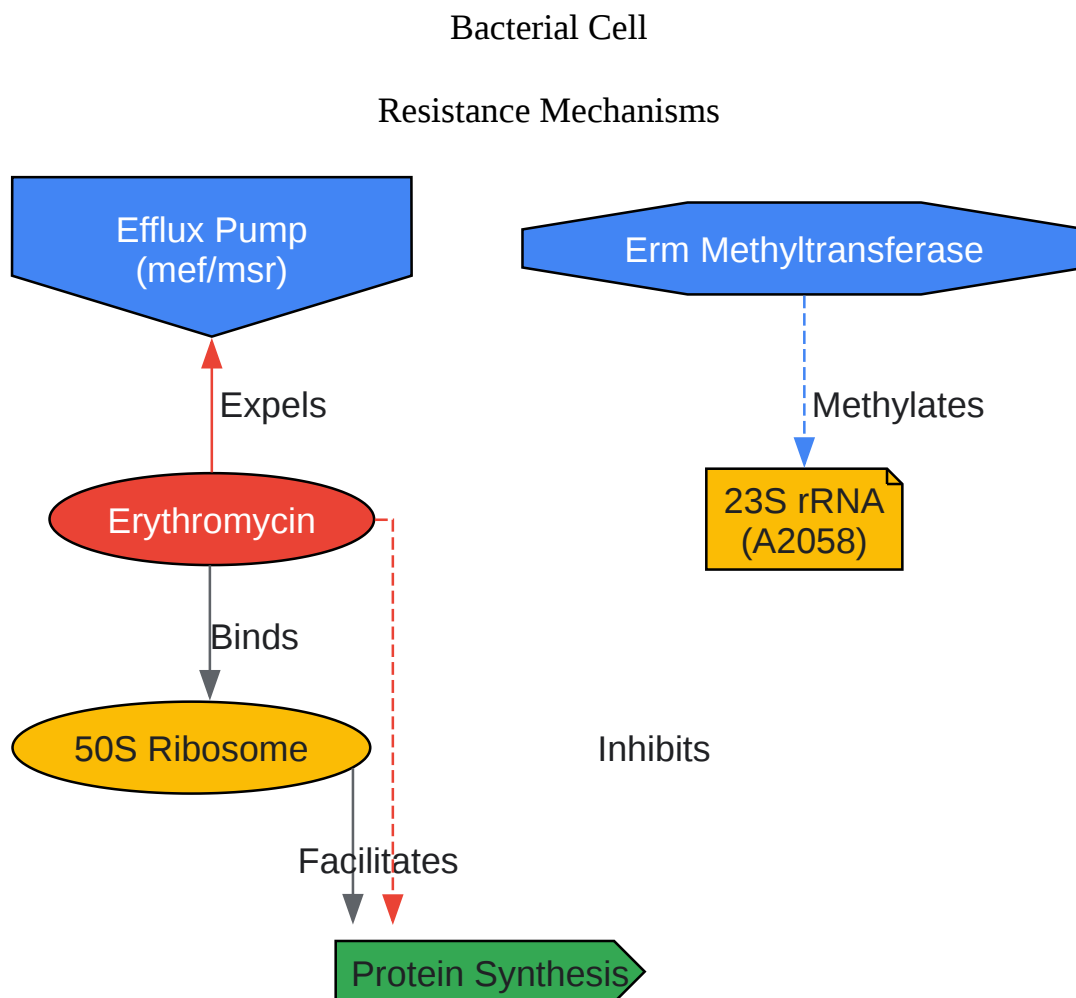 Bacterial Cell
Resistance Mechanisms
Efflux Pump
(mef/msr)
Erm Methyltransferase
Expels
Methylates
Erythromycin
23S rRNA
(A2058)
Binds
50S Ribosome
Inhibits
Facilitates
Protein Synthesis